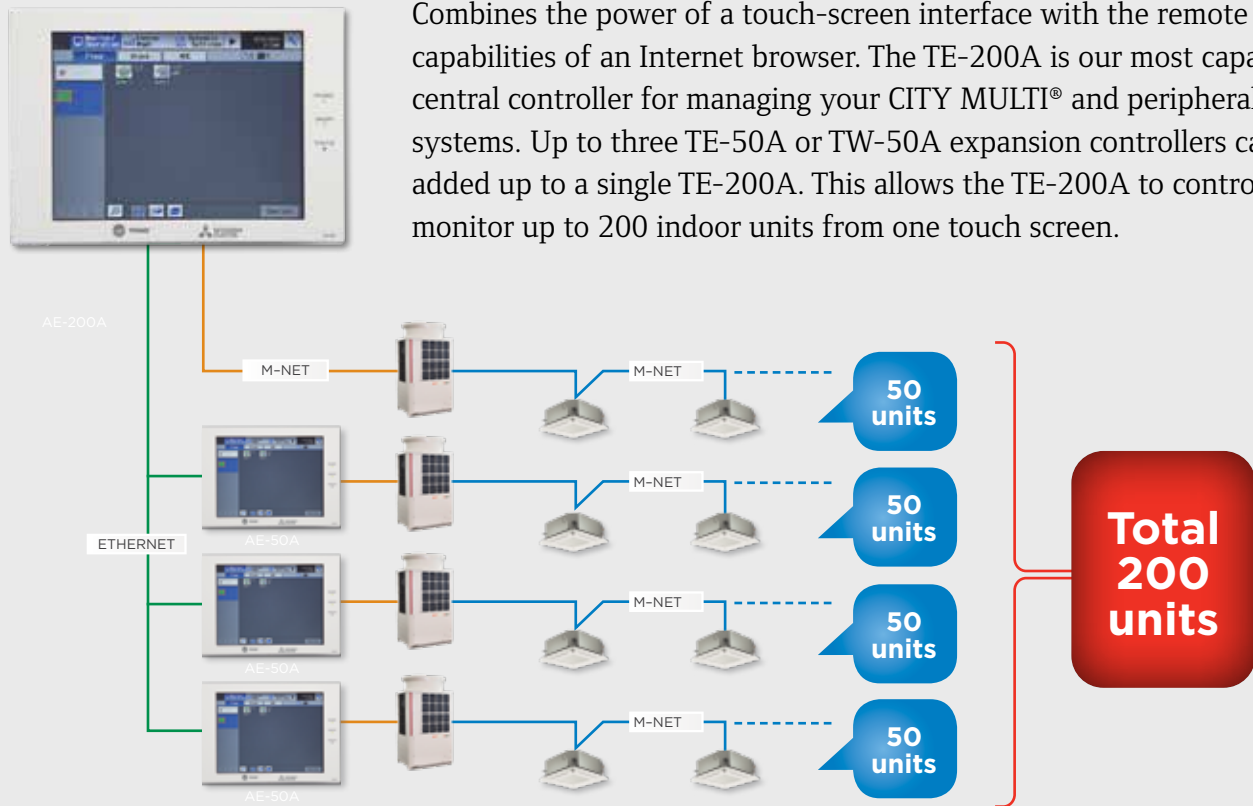 Combines the power of a touch-screen interface with the remote
capabilities of an Internet browser. The TE-200A is our most capa
central controller for managing your CITY MULTI® and peripheral
systems. Up to three TE-50A or TW-50A expansion controllers ca
added up to a single TE-200A. This allows the TE-200A to contro
monitor up to 200 indoor units from one touch screen.
AE-200A
M-NET
M-NET
50
units
M-NET
50
units
AE-50A
ETHERNET
Total
200
units
M-NET
50
units
AE-50A
M-NET
50
units
AE-50A